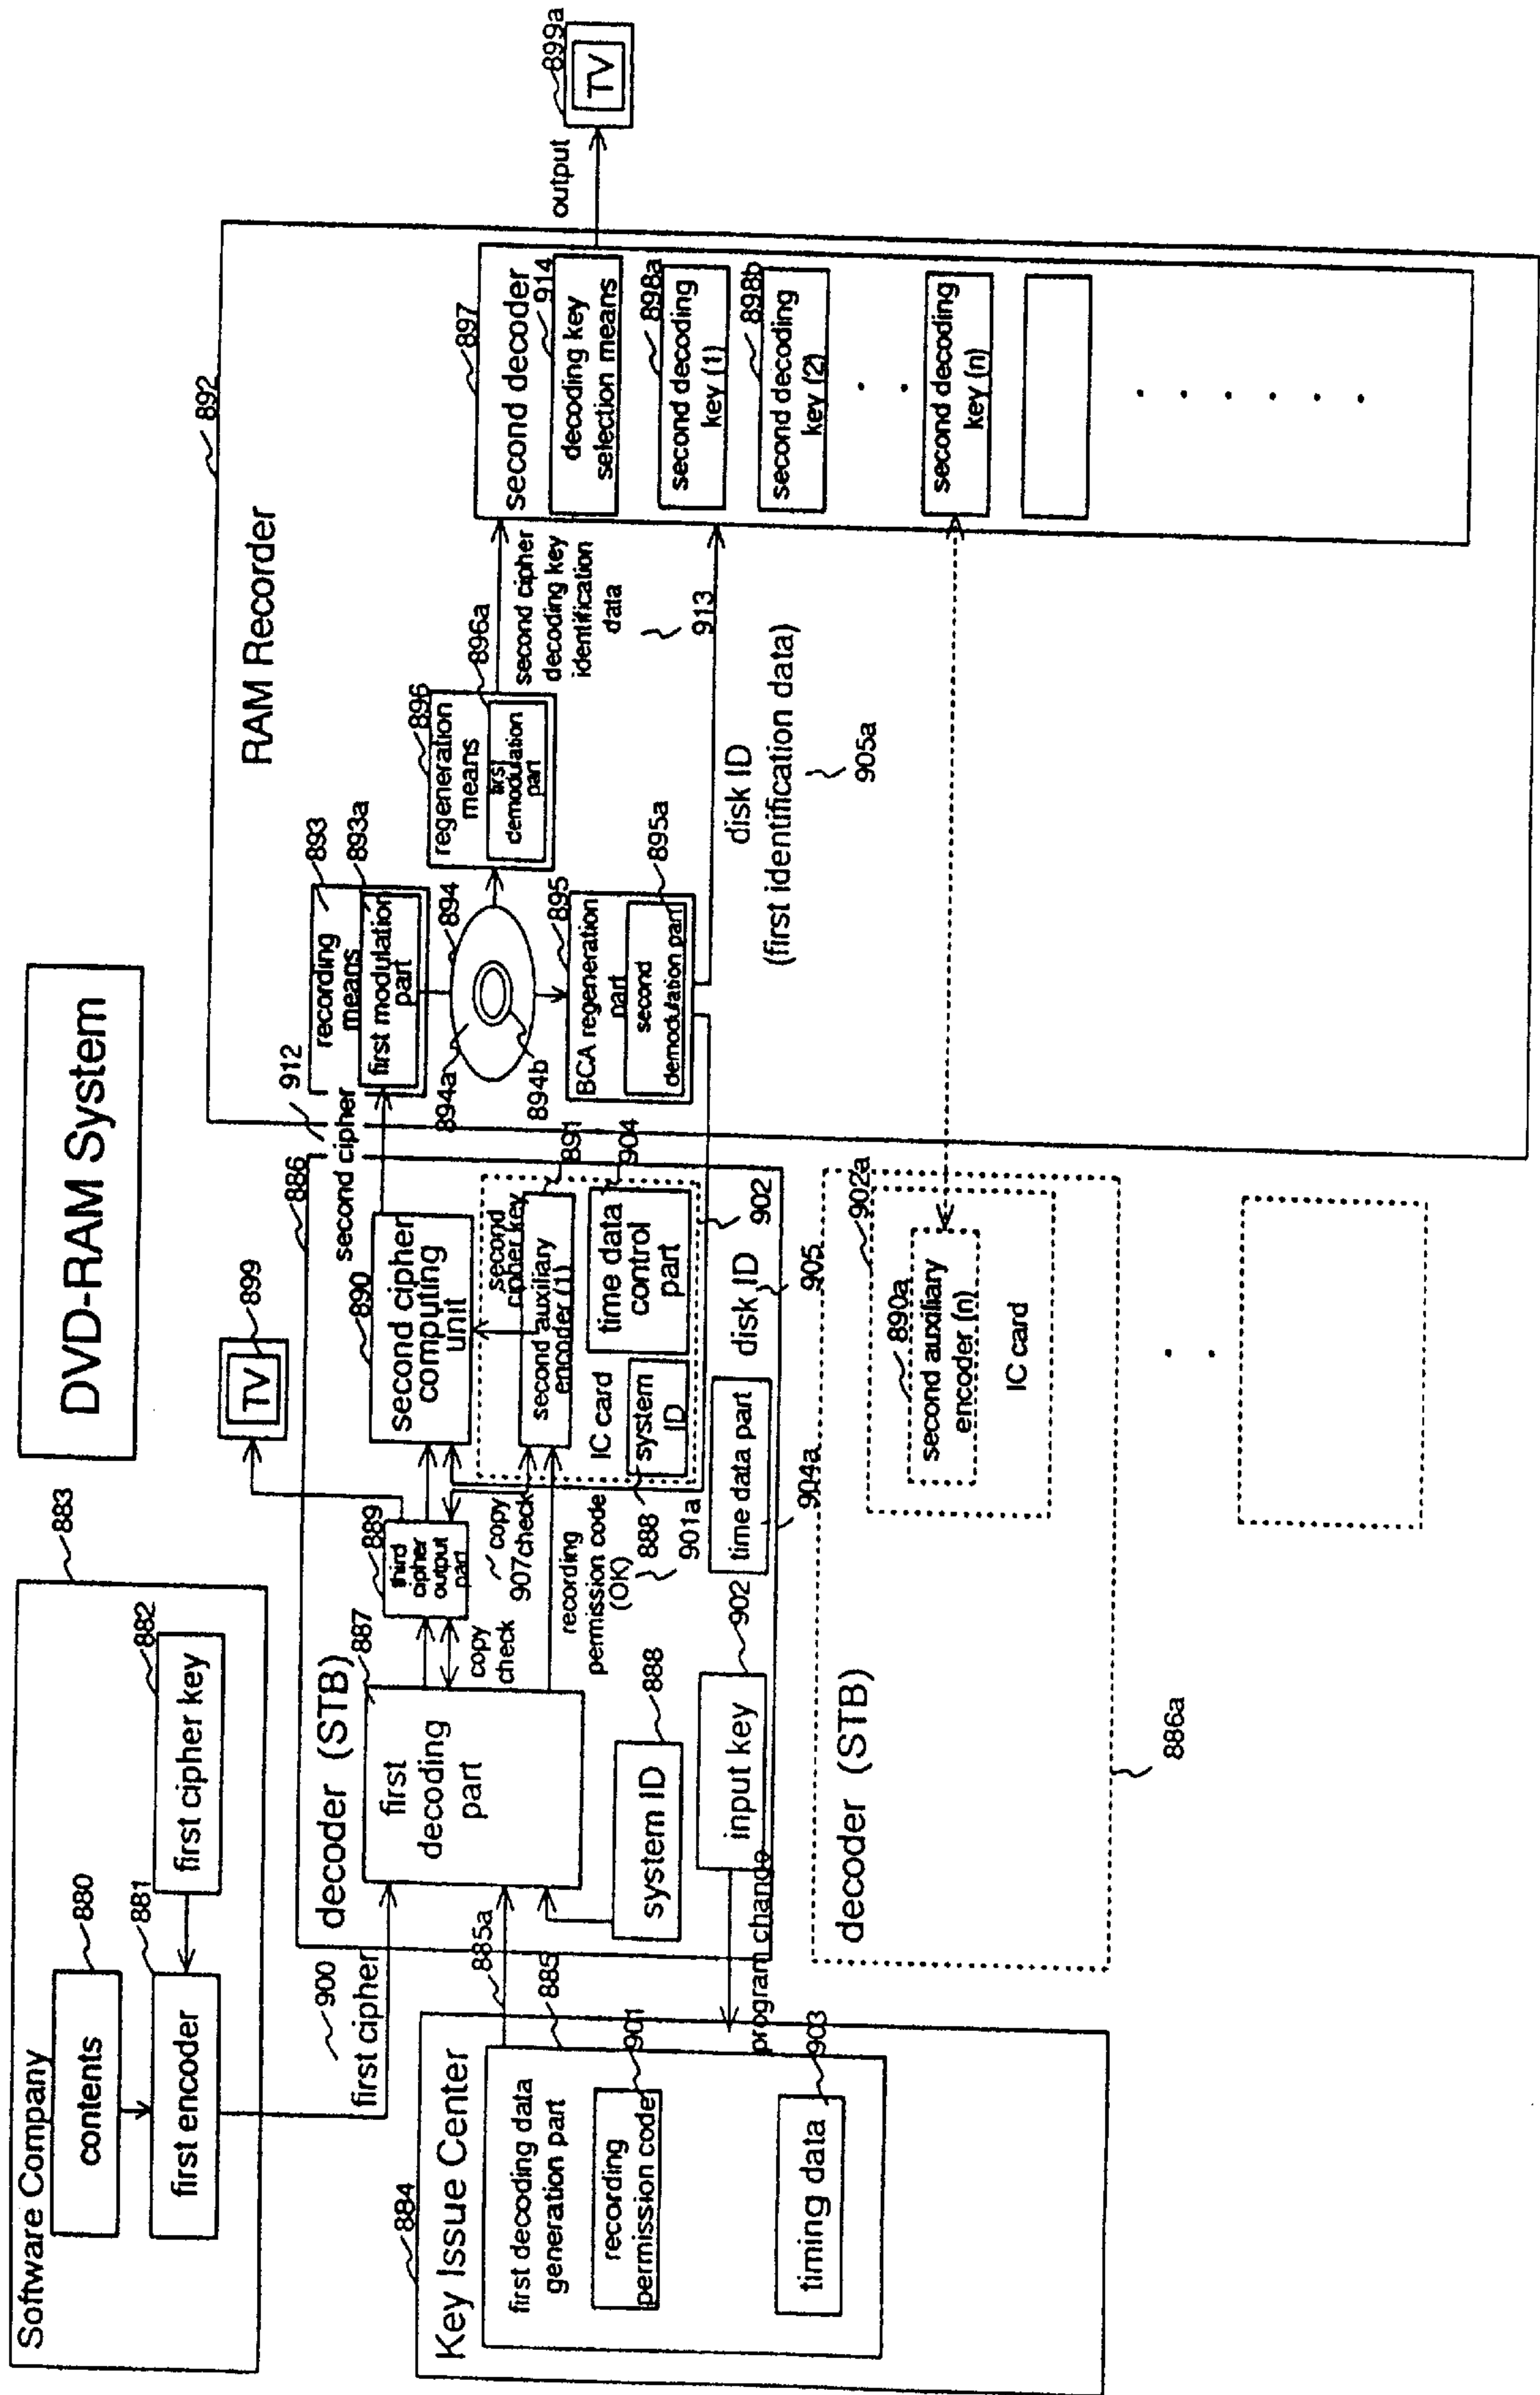 DVD-RAM System
Software Company
883
contents
880
first encoder
881
first cipher key
882
900
first cipher
Key Issue Center
884
first decoding data
generation part
885
885a
recording
permission code
901
timing data
903
program change
decoder (STB)
886
first
decoding
part
887
system ID
888
input key
902
copy
check
third
cipher
output
part
889
TV
899
copy
907check
recording
permission code
(OK)
901a
second cipher
computing
unit
890
second
cipher key
second auxiliary
encoder (1)
891
IC card
system
ID
888
time data
control
part
904
902
time data part
904a
disk ID
905
decoder (STB)
886a
second auxiliary
encoder (n)
890a
IC card
902a
second cipher
912
RAM Recorder
892
recording
means
893
first modulation
part
893a
894
894a
894b
BCA regeneration
part
895
second
demodulation part
895a
regeneration
means
896
first
demodulation
part
896a
second cipher
decoding key
identification
data
913
disk ID
(first identification data)
905a
second decoder
897
decoding key
selection means
914
second decoding
key (1)
898a
second decoding
key (2)
898b
second decoding
key (n)
output
TV
899a